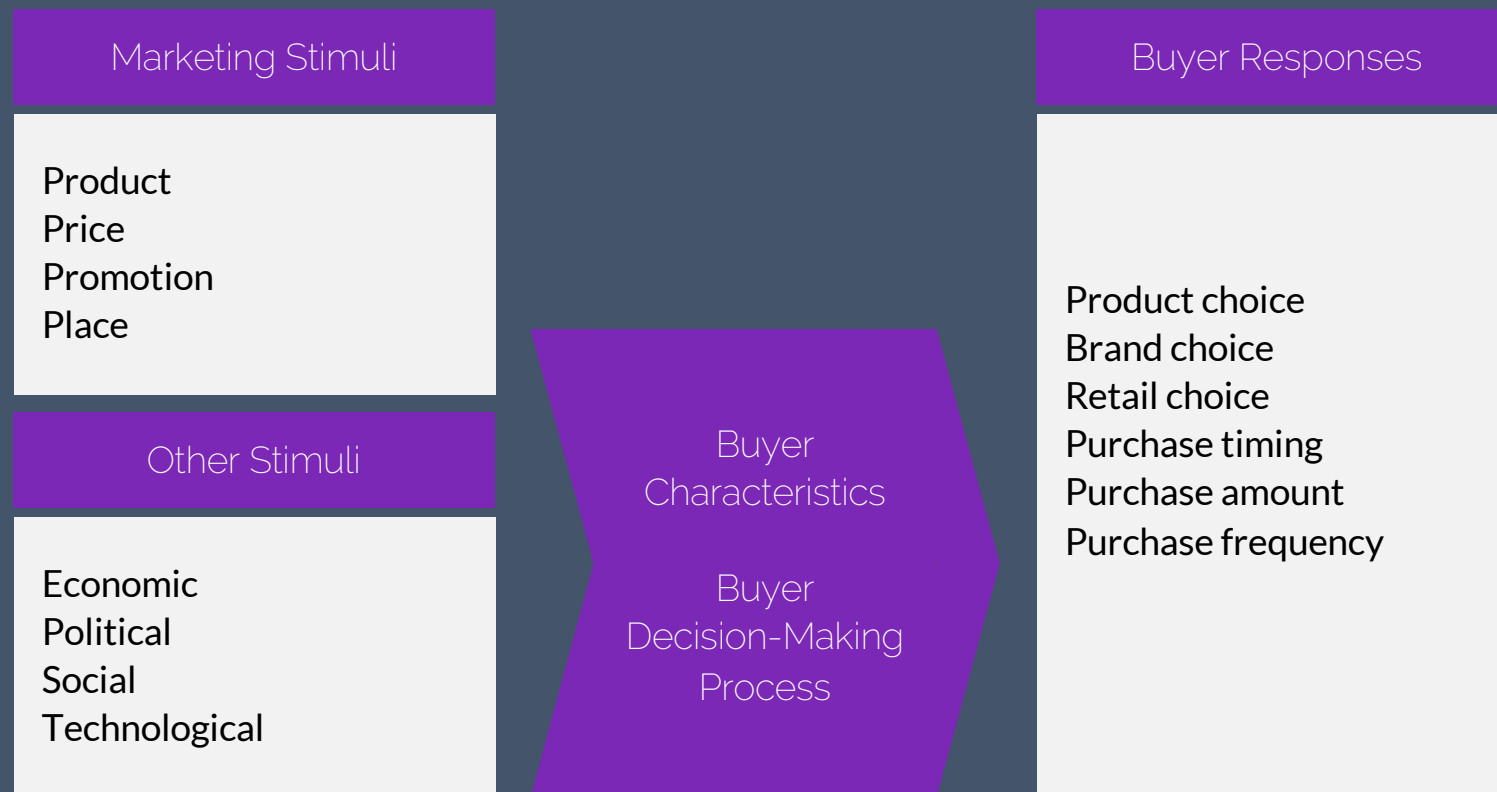 Marketing Stimuli
Product
Price
Promotion
Place
Other Stimuli
Economic
Political
Social
Technological
Buyer
Characteristics
Buyer
Decision-Making
Process
Buyer Responses
Product choice
Brand choice
Retail choice
Purchase timing
Purchase amount
Purchase frequency